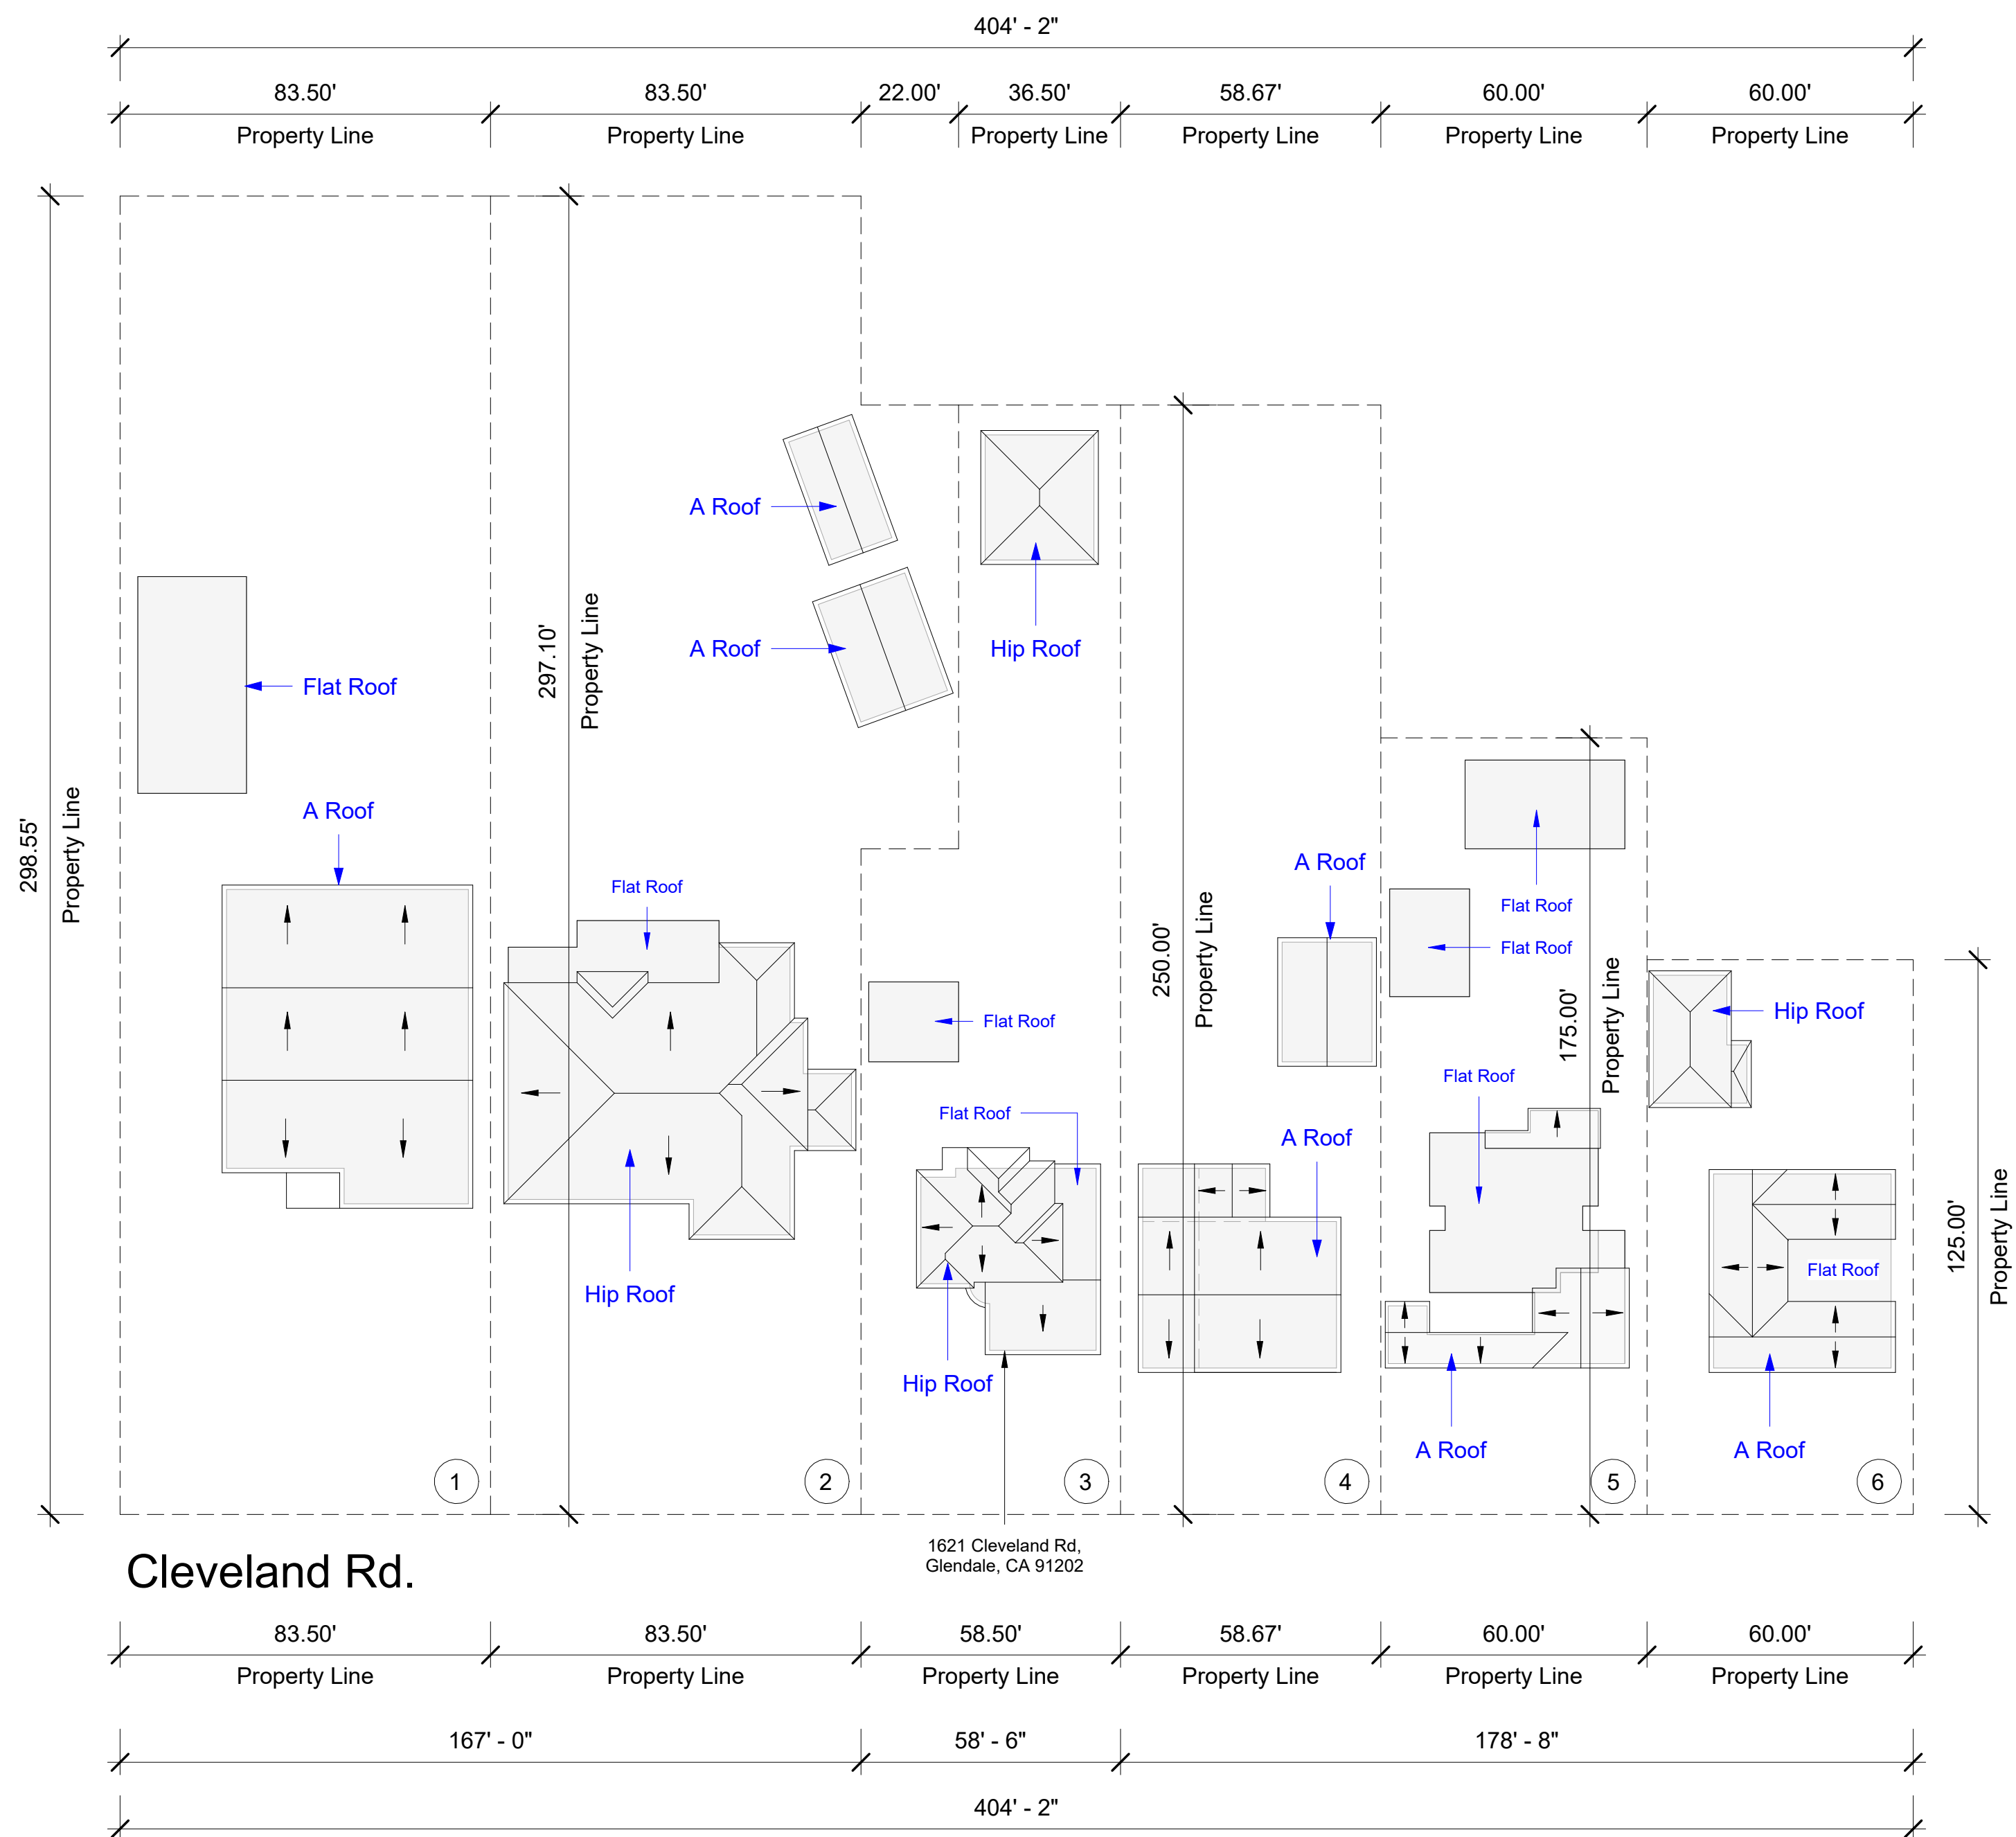 404' - 2"
83.50'
83.50'
22.00'
36.50'
58.67'
60.00'
60.00'
Property Line
Property Line
Property Line
Property Line
Property Line
Property Line
A Roof
A Roof
Hip Roof
297.10'
Property Line
Flat Roof
A Roof
298.55'
Property Line
Flat Roof
A Roof
Flat Roof
Flat Roof
250.00'
Property Line
175.00'
Property Line
Hip Roof
Flat Roof
Flat Roof
Flat Roof
A Roof
125.00'
Property Line
Flat Roof
Hip Roof
Hip Roof
A Roof
A Roof
1
2
3
4
5
6
1621 Cleveland Rd,
Glendale, CA 91202
Cleveland Rd.
83.50'
83.50'
58.50'
58.67'
60.00'
60.00'
Property Line
Property Line
Property Line
Property Line
Property Line
Property Line
167' - 0"
58' - 6"
178' - 8"
404' - 2"